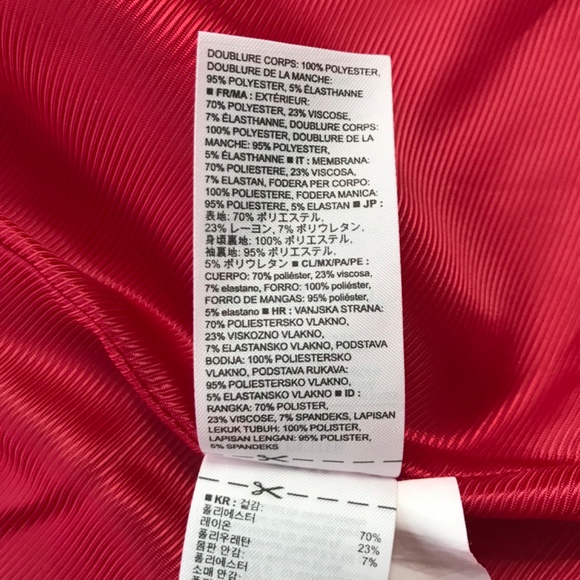 DOUBLURE CORPS: 100% POLYESTER,
DOUBLURE DE LA MANCHE:
95% POLYESTER, 5% ÉLASTHANNE
■ FR/MA : EXTÉRIEUR:
70% POLYESTER, 23% VISCOSE,
7% ÉLASTHANNE, DOUBLURE CORPS:
100% POLYESTER, DOUBLURE DE LA
MANCHE: 95% POLYESTER,
5% ÉLASTHANNE ■ IT : MEMBRANA:
70% POLIESTERE, 23% VISCOSA,
7% ELASTAN, FODERA PER CORPO:
100% POLIESTERE, FODERA MANICA:
95% POLIESTERE, 5% ELASTAN ■ JP :
表地: 70% ポリエステル,
23% レーヨン, 7% ポリウレタン,
身頃裏地: 100% ポリエステル,
袖裏地: 95% ポリエステル,
5% ポリウレタン ■ CL/MX/PA/PE :
CUERPO: 70% poliéster, 23% viscosa,
7% elastano, FORRO: 100% poliéster,
FORRO DE MANGAS: 95% poliéster,
5% elastano ■ HR : VANJSKA STRANA:
70% POLIESTERSKO VLAKNO,
23% VISKOZNO VLAKNO,
7% ELASTANSKO VLAKNO, PODSTAVA
BODIJA: 100% POLIESTERSKO
VLAKNO, PODSTAVA RUKAVA:
95% POLIESTERSKO VLAKNO,
5% ELASTANSKO VLAKNO ■ ID :
RANGKA: 70% POLISTER,
23% VISCOSE, 7% SPANDEKS, LAPISAN
LEKUK TUBUH: 100% POLISTER,
LAPISAN LENGAN: 95% POLISTER,
5% SPANDEKS
■ KR : 겉감:
폴리에스터 70%
레이온 23%
폴리우레탄 7%
몸판 안감:
폴리에스터
소매 안감